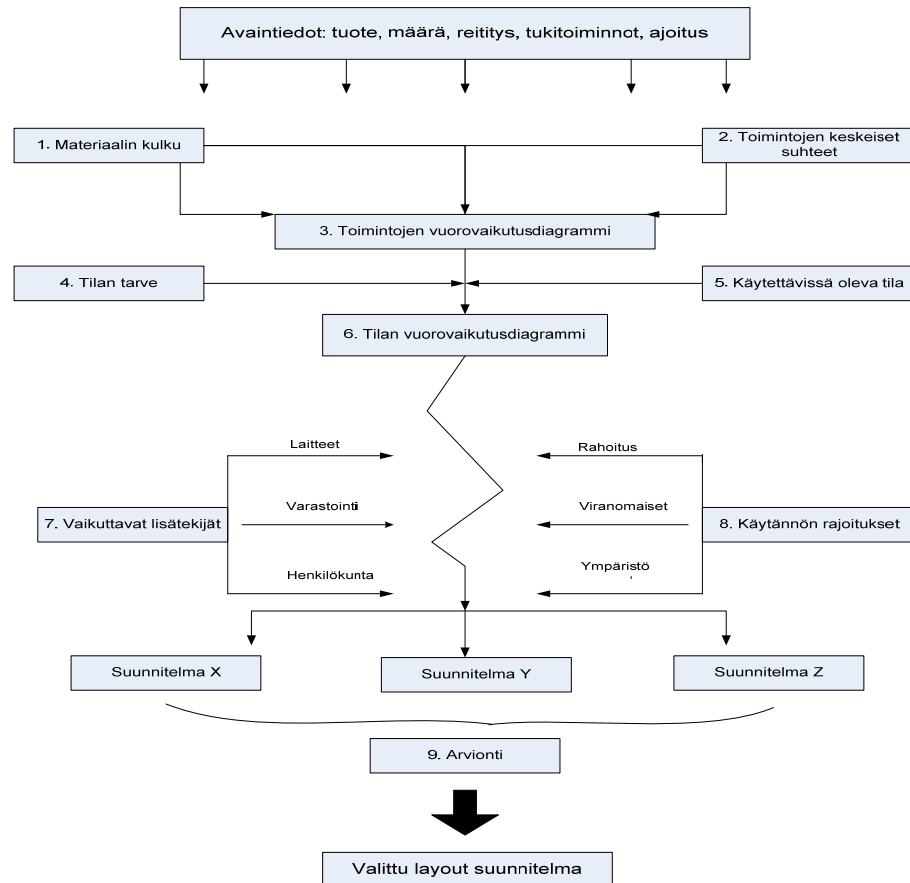 Avaintiedot: tuote, määrä, reititys, tukitoiminnot, ajoitus
1. Materiaalin kulku
2. Toimintojen keskeiset
suhteet
3. Toimintojen vuorovaikutusdiagrammi
4. Tilan tarve
5. Käytettävissä oleva tila
6. Tilan vuorovaikutusdiagrammi
Laitteet
Rahoitus
7. Vaikuttavat lisätekijät
Varastointi
Viranomaiset
8. Käytännön rajoitukset
Henkilökunta
Ympäristö
Suunnitelma X
Suunnitelma Y
Suunnitelma Z
9. Arvionti
Valittu layout suunnitelma